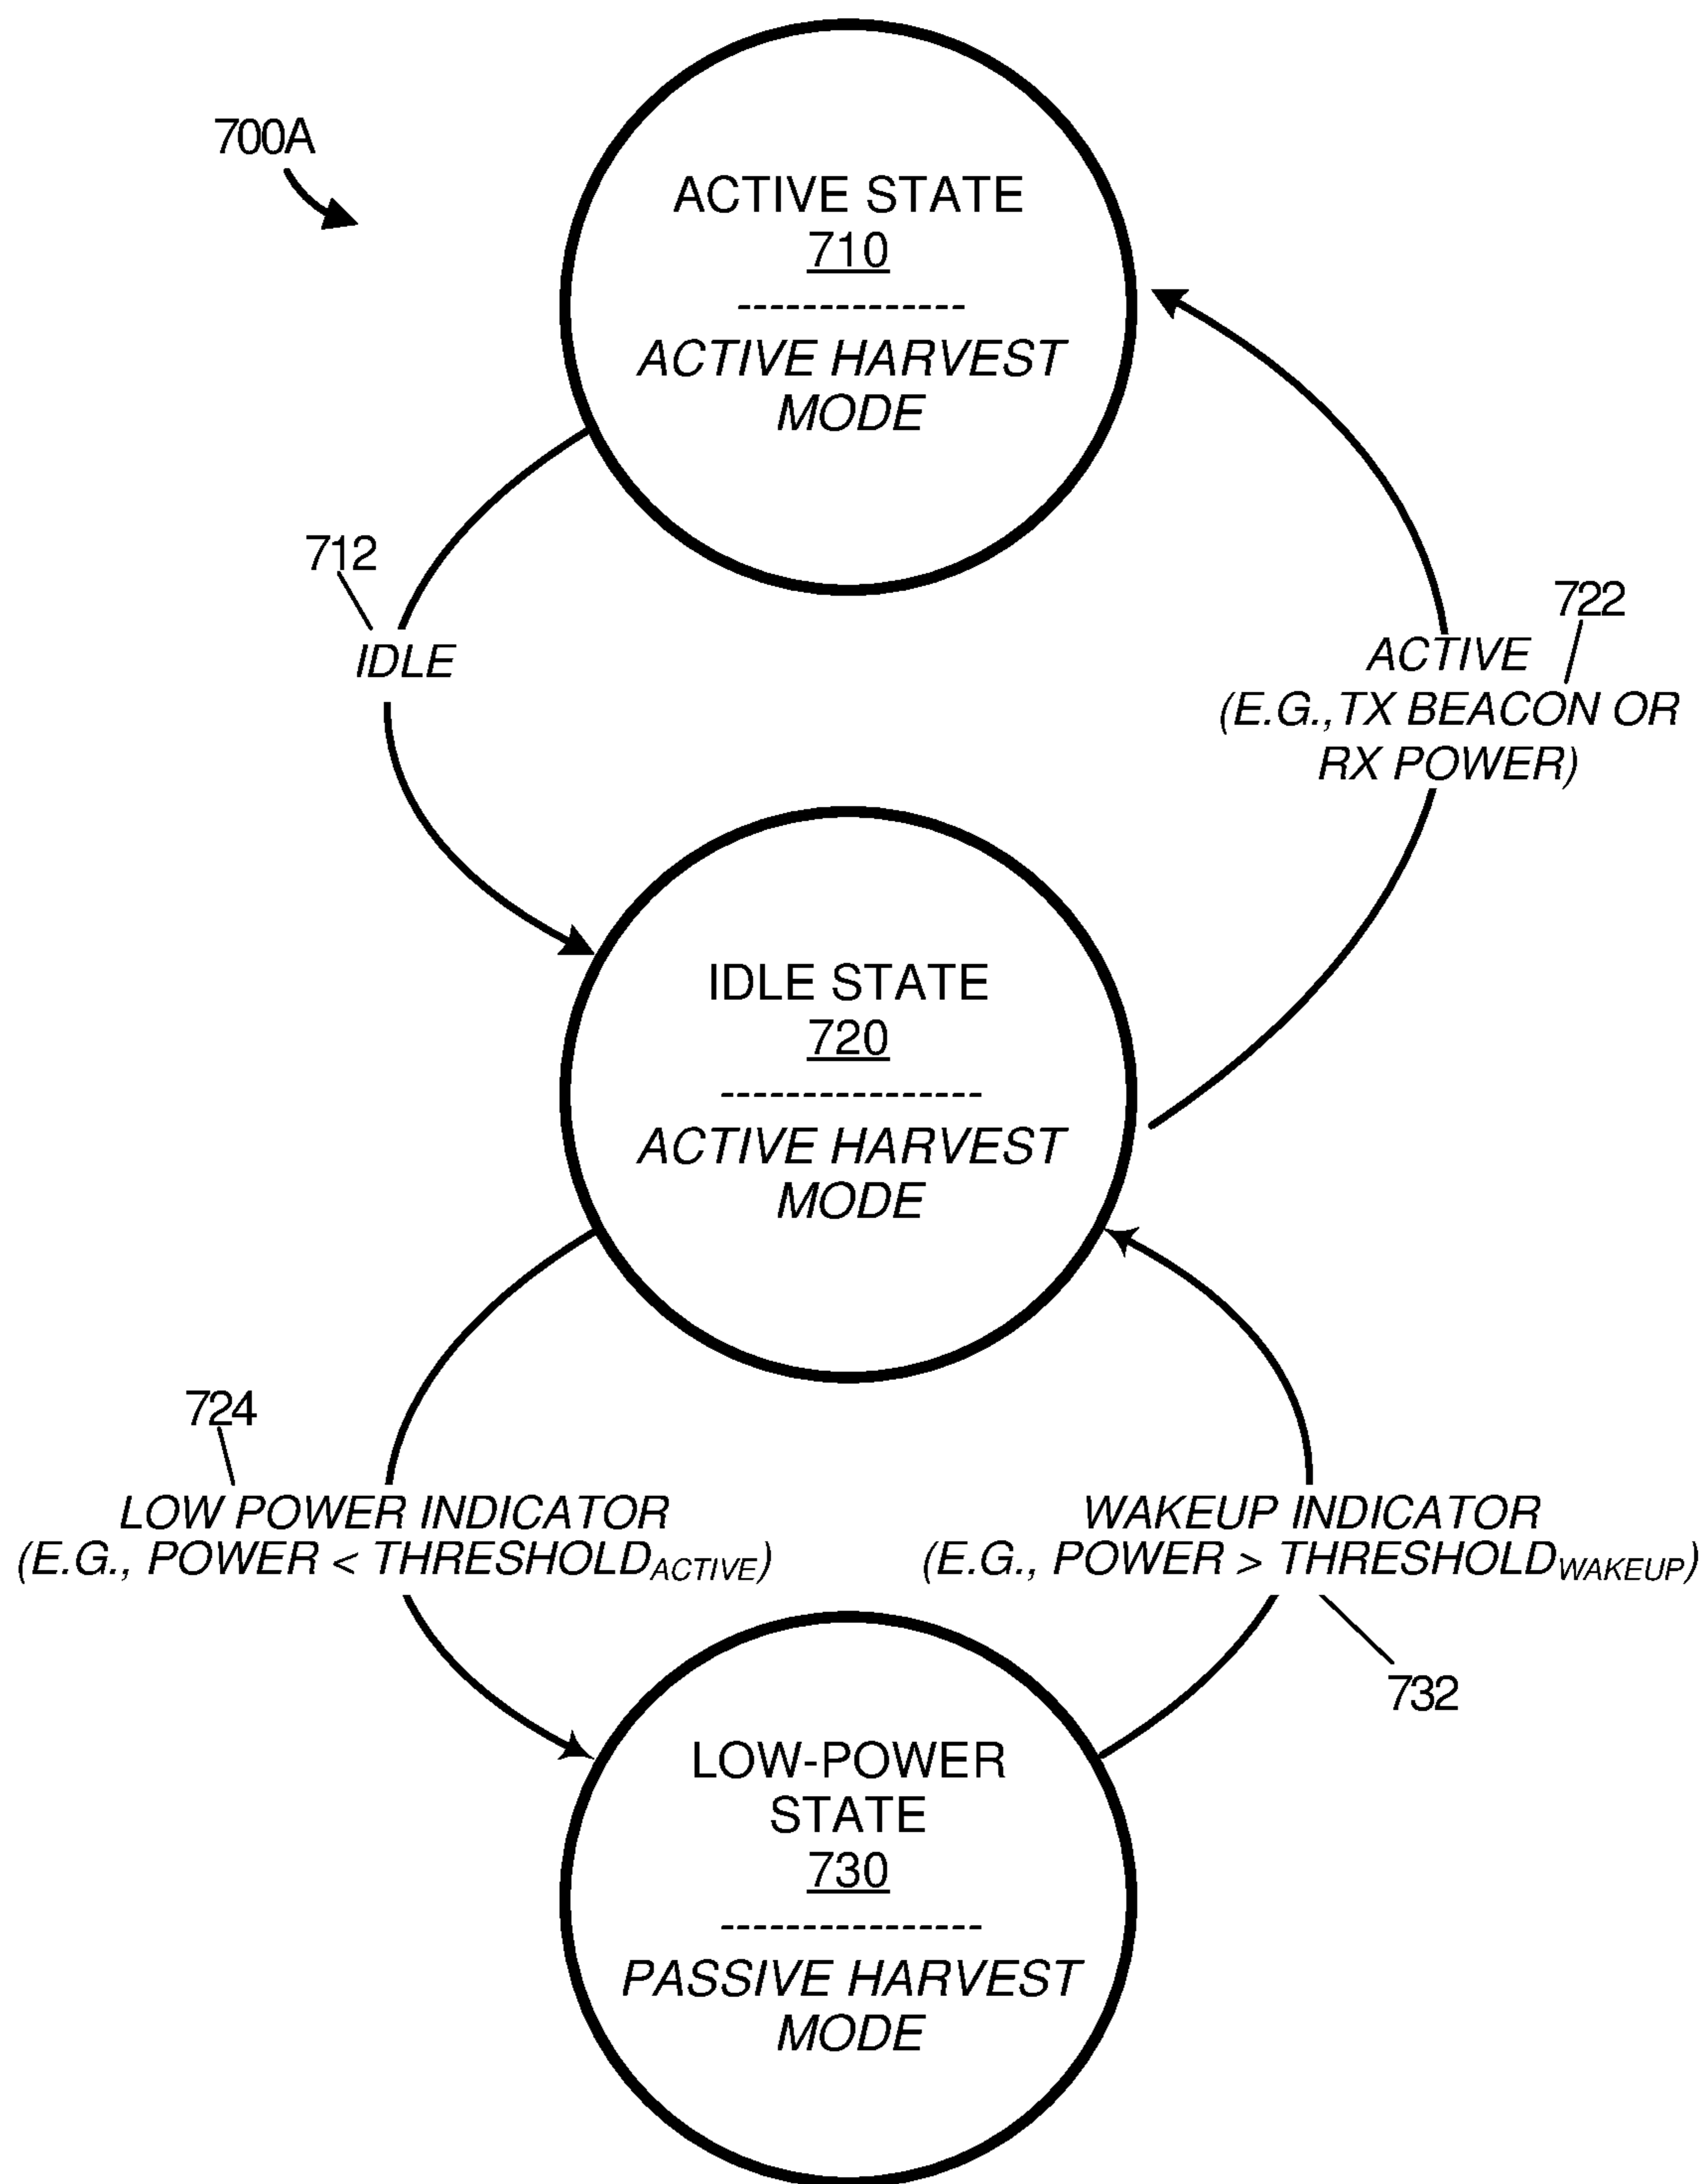 700A
ACTIVE STATE
710
--------------
ACTIVE HARVEST
MODE
712
IDLE
722
ACTIVE
(E.G.,TX BEACON OR
RX POWER)
IDLE STATE
720
----------------
ACTIVE HARVEST
MODE
724
LOW POWER INDICATOR
(E.G., POWER < THRESHOLDACTIVE)
WAKEUP INDICATOR
(E.G., POWER > THRESHOLDWAKEUP)
732
LOW-POWER
STATE
730
----------------
PASSIVE HARVEST
MODE